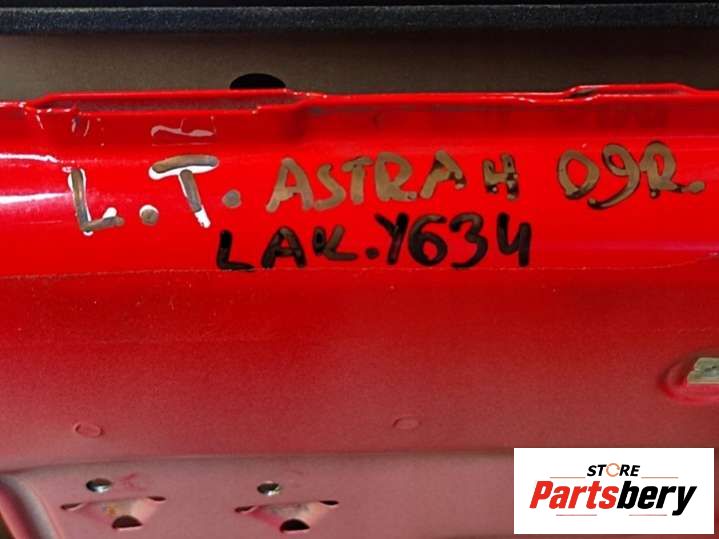 L.T. ASTRA H 09R.
LAK.Y634
STORE
Partsbery